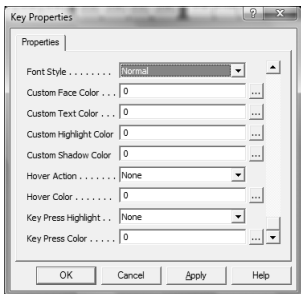 Key Properties
Properties
Font Style . . . . . . . . Normal
Custom Face Color . . . 0 ...
Custom Text Color . . . 0 ...
Custom Highlight Color 0 ...
Custom Shadow Color 0 ...
Hover Action . . . . . . . None
Hover Color . . . . . . . 0 ...
Key Press Highlight . . None
Key Press Color . . . . . 0 ...
OK Cancel Apply Help